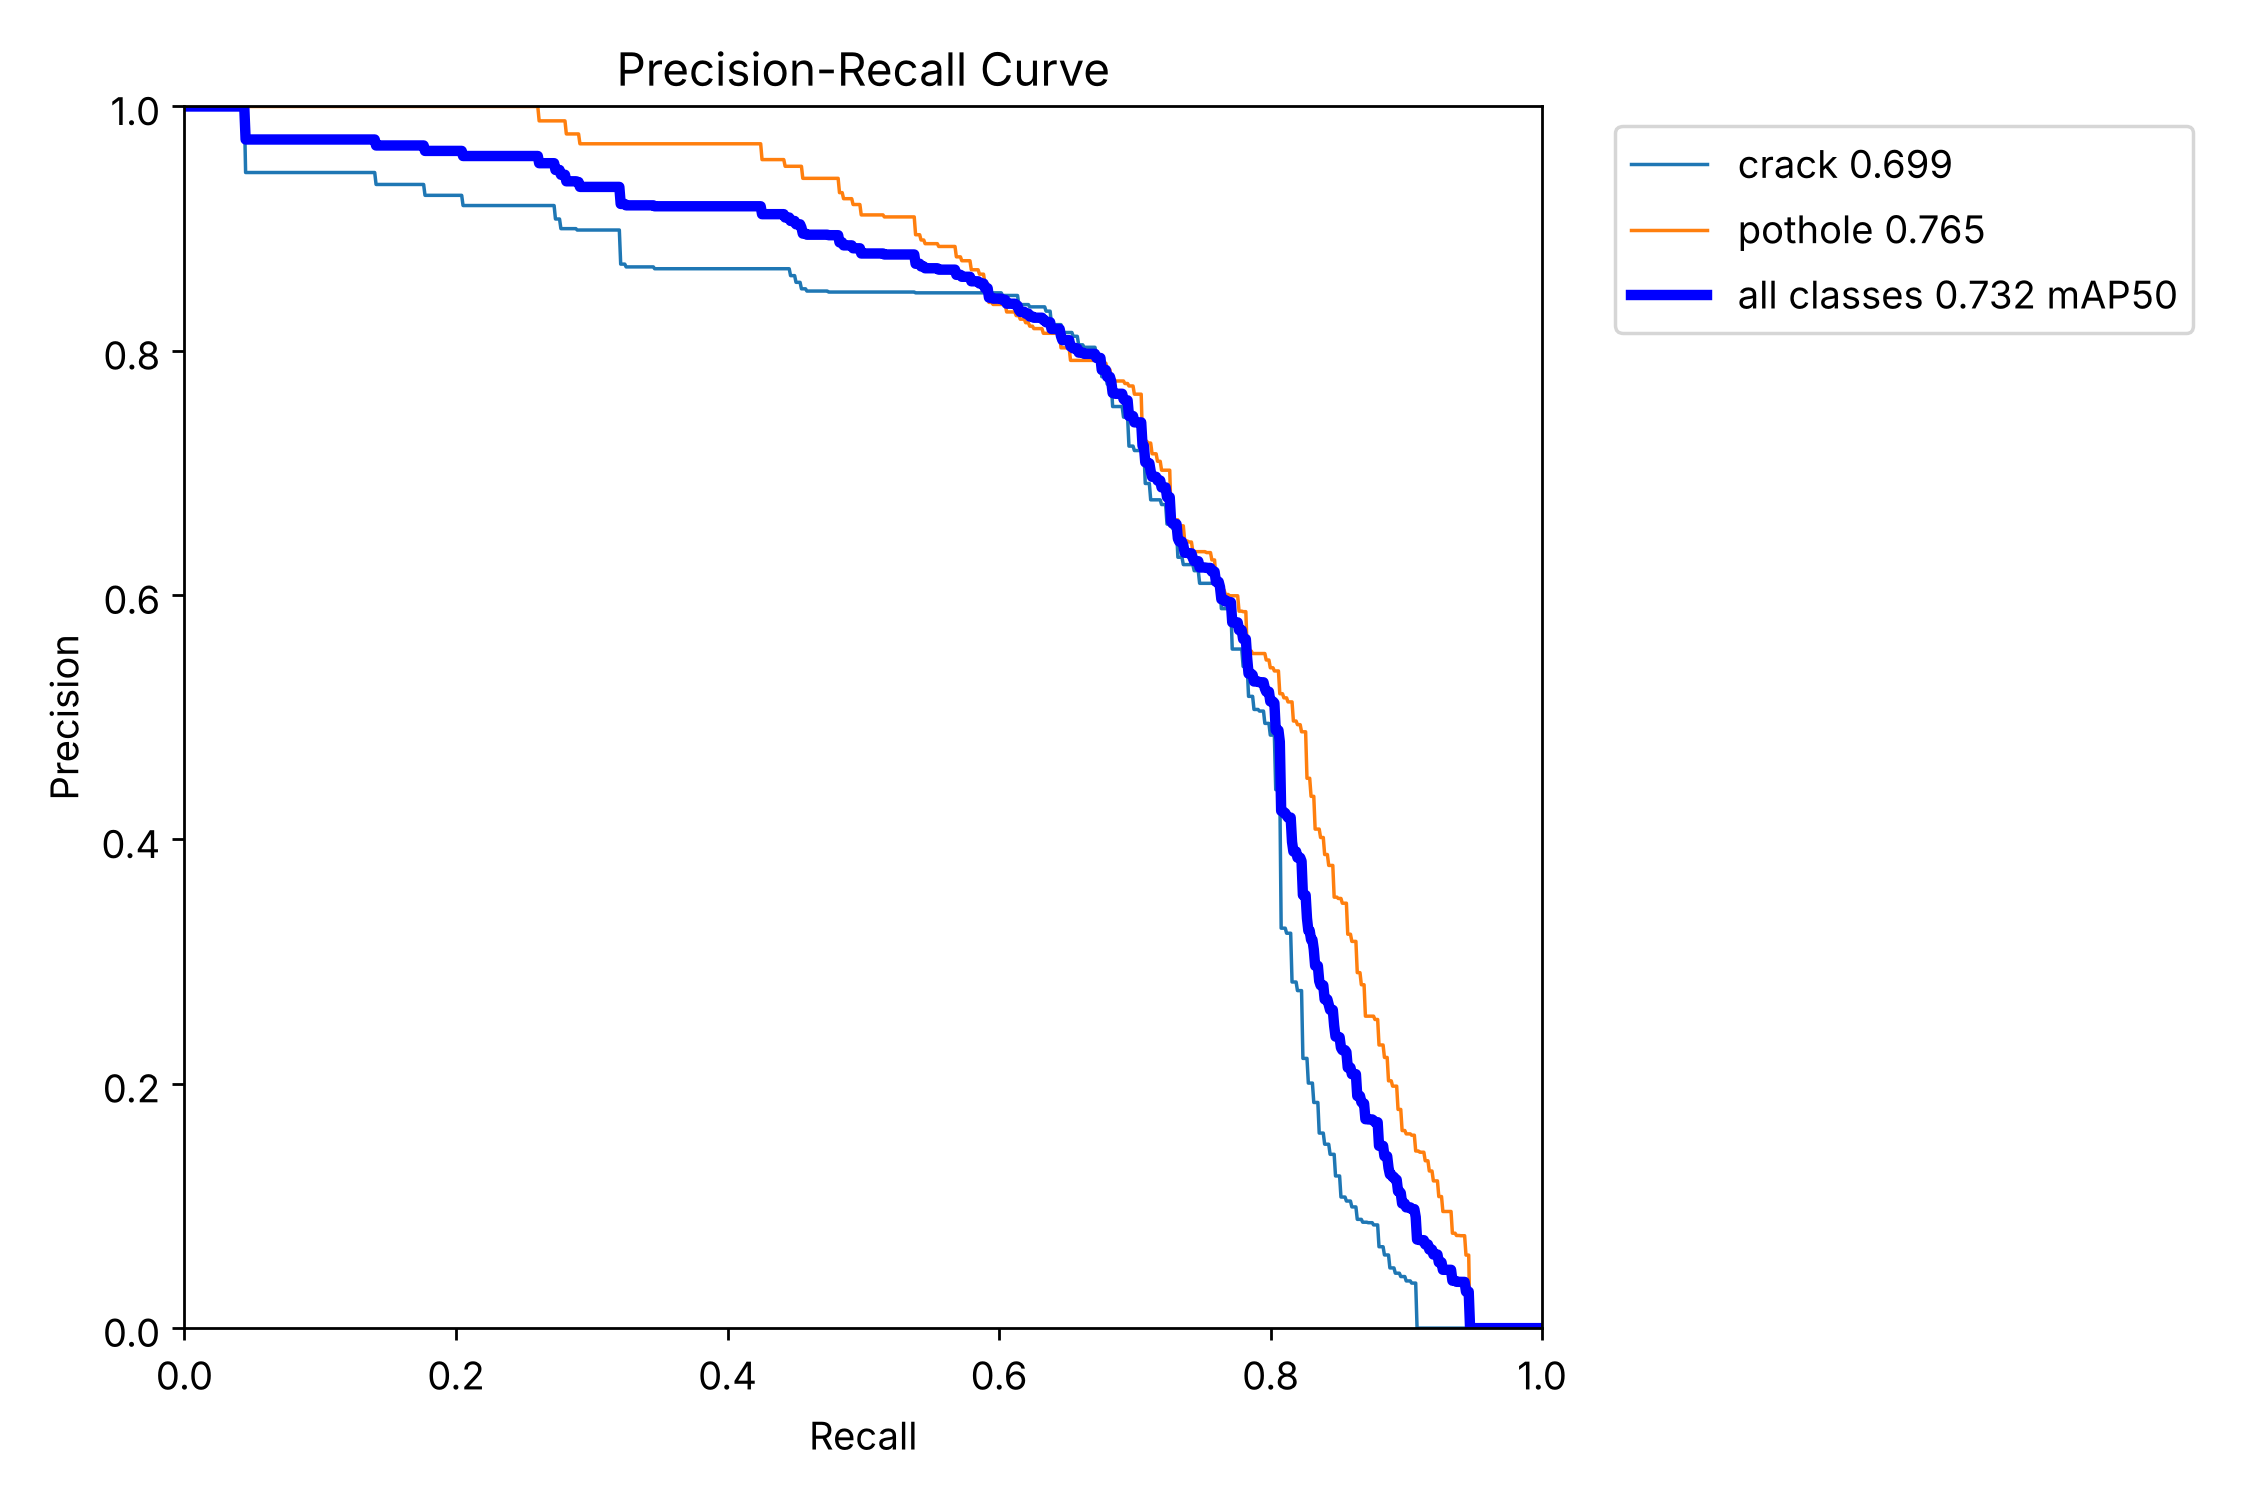 Precision-Recall Curve
1.0
0.8
0.6
0.4
0.2
0.0
Precision
0.0 0.2 0.4 0.6 0.8 1.0
Recall
crack 0.699
pothole 0.765
all classes 0.732 mAP50